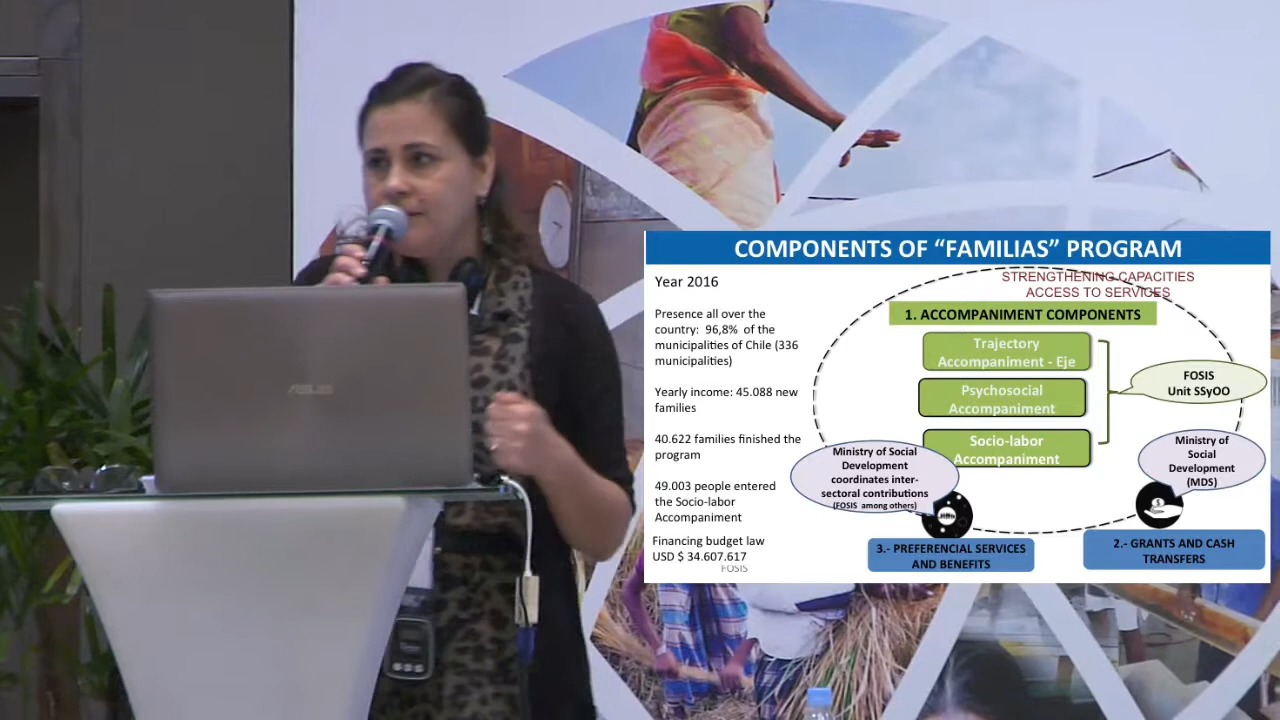 COMPONENTS OF “FAMILIAS” PROGRAM
Year 2016
Presence all over the
country: 96,8% of the
municipalities of Chile (336
municipalities)
Yearly income: 45.088 new
families
40.622 families finished the
program
49.003 people entered
the Socio-labor
Accompaniment
Financing budget law
USD $ 34.607.617
FOSIS
STRENGTHENING CAPACITIES
ACCESS TO SERVICES
1. ACCOMPANIMENT COMPONENTS
Trajectory
Accompaniment - Eje
Psychosocial
Accompaniment
Socio-labor
Accompaniment
FOSIS
Unit SSyOO
Ministry of Social
Development
coordinates inter-
sectoral contributions
(FOSIS among others)
Ministry of
Social
Development
(MDS)
3.- PREFERENCIAL SERVICES
AND BENEFITS
2.- GRANTS AND CASH
TRANSFERS
ASUS